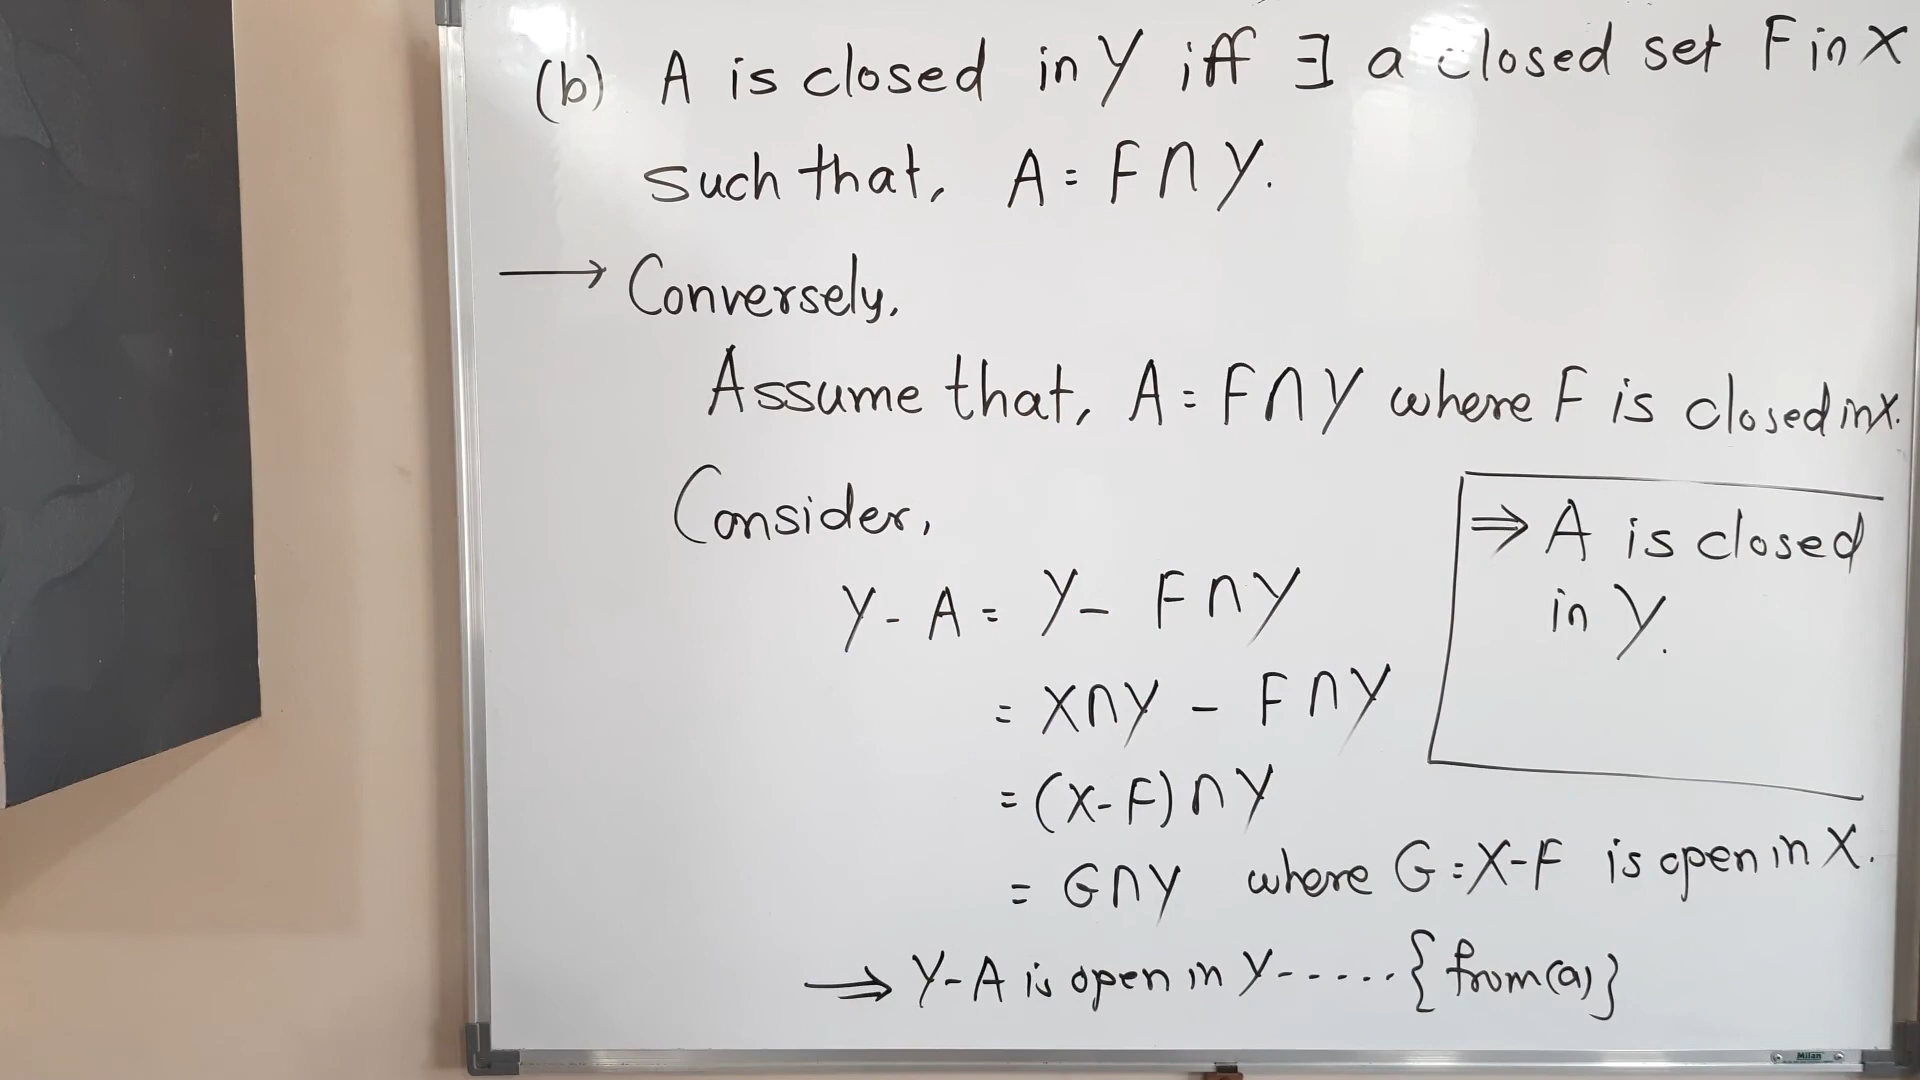 (b) A is closed in Y iff ∃ a closed set F in X
such that, A = F∩Y.
→ Conversely,
Assume that, A = F∩Y where F is closed in X.
Consider,
Y - A = Y - F∩Y
= X∩Y - F∩Y
= (X-F)∩Y
= G∩Y where G = X-F is open in X.
⇒ Y-A is open in Y ------ {from (a)}
⇒ A is closed
in Y.
Milan